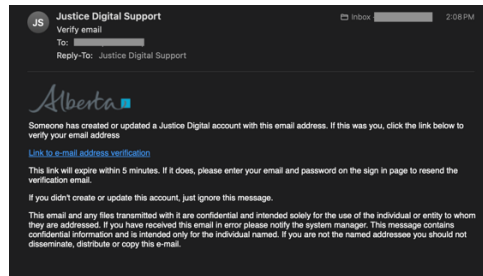 JS
Justice Digital Support
Inbox -
2:08 PM
Verify email
To:
Reply-To: Justice Digital Support
Alberta
Someone has created or updated a Justice Digital account with this email address. If this was you, click the link below to
verify your email address
Link to e-mail address verification
This link will expire within 5 minutes. If it does, please enter your email and password on the sign in page to resend the
verification email.
If you didn't create or update this account, just ignore this message.
This email and any files transmitted with it are confidential and intended solely for the use of the individual or entity to whom
they are addressed. If you have received this email in error please notify the system manager. This message contains
confidential information and is intended only for the individual named. If you are not the named addressee you should not
disseminate, distribute or copy this e-mail.